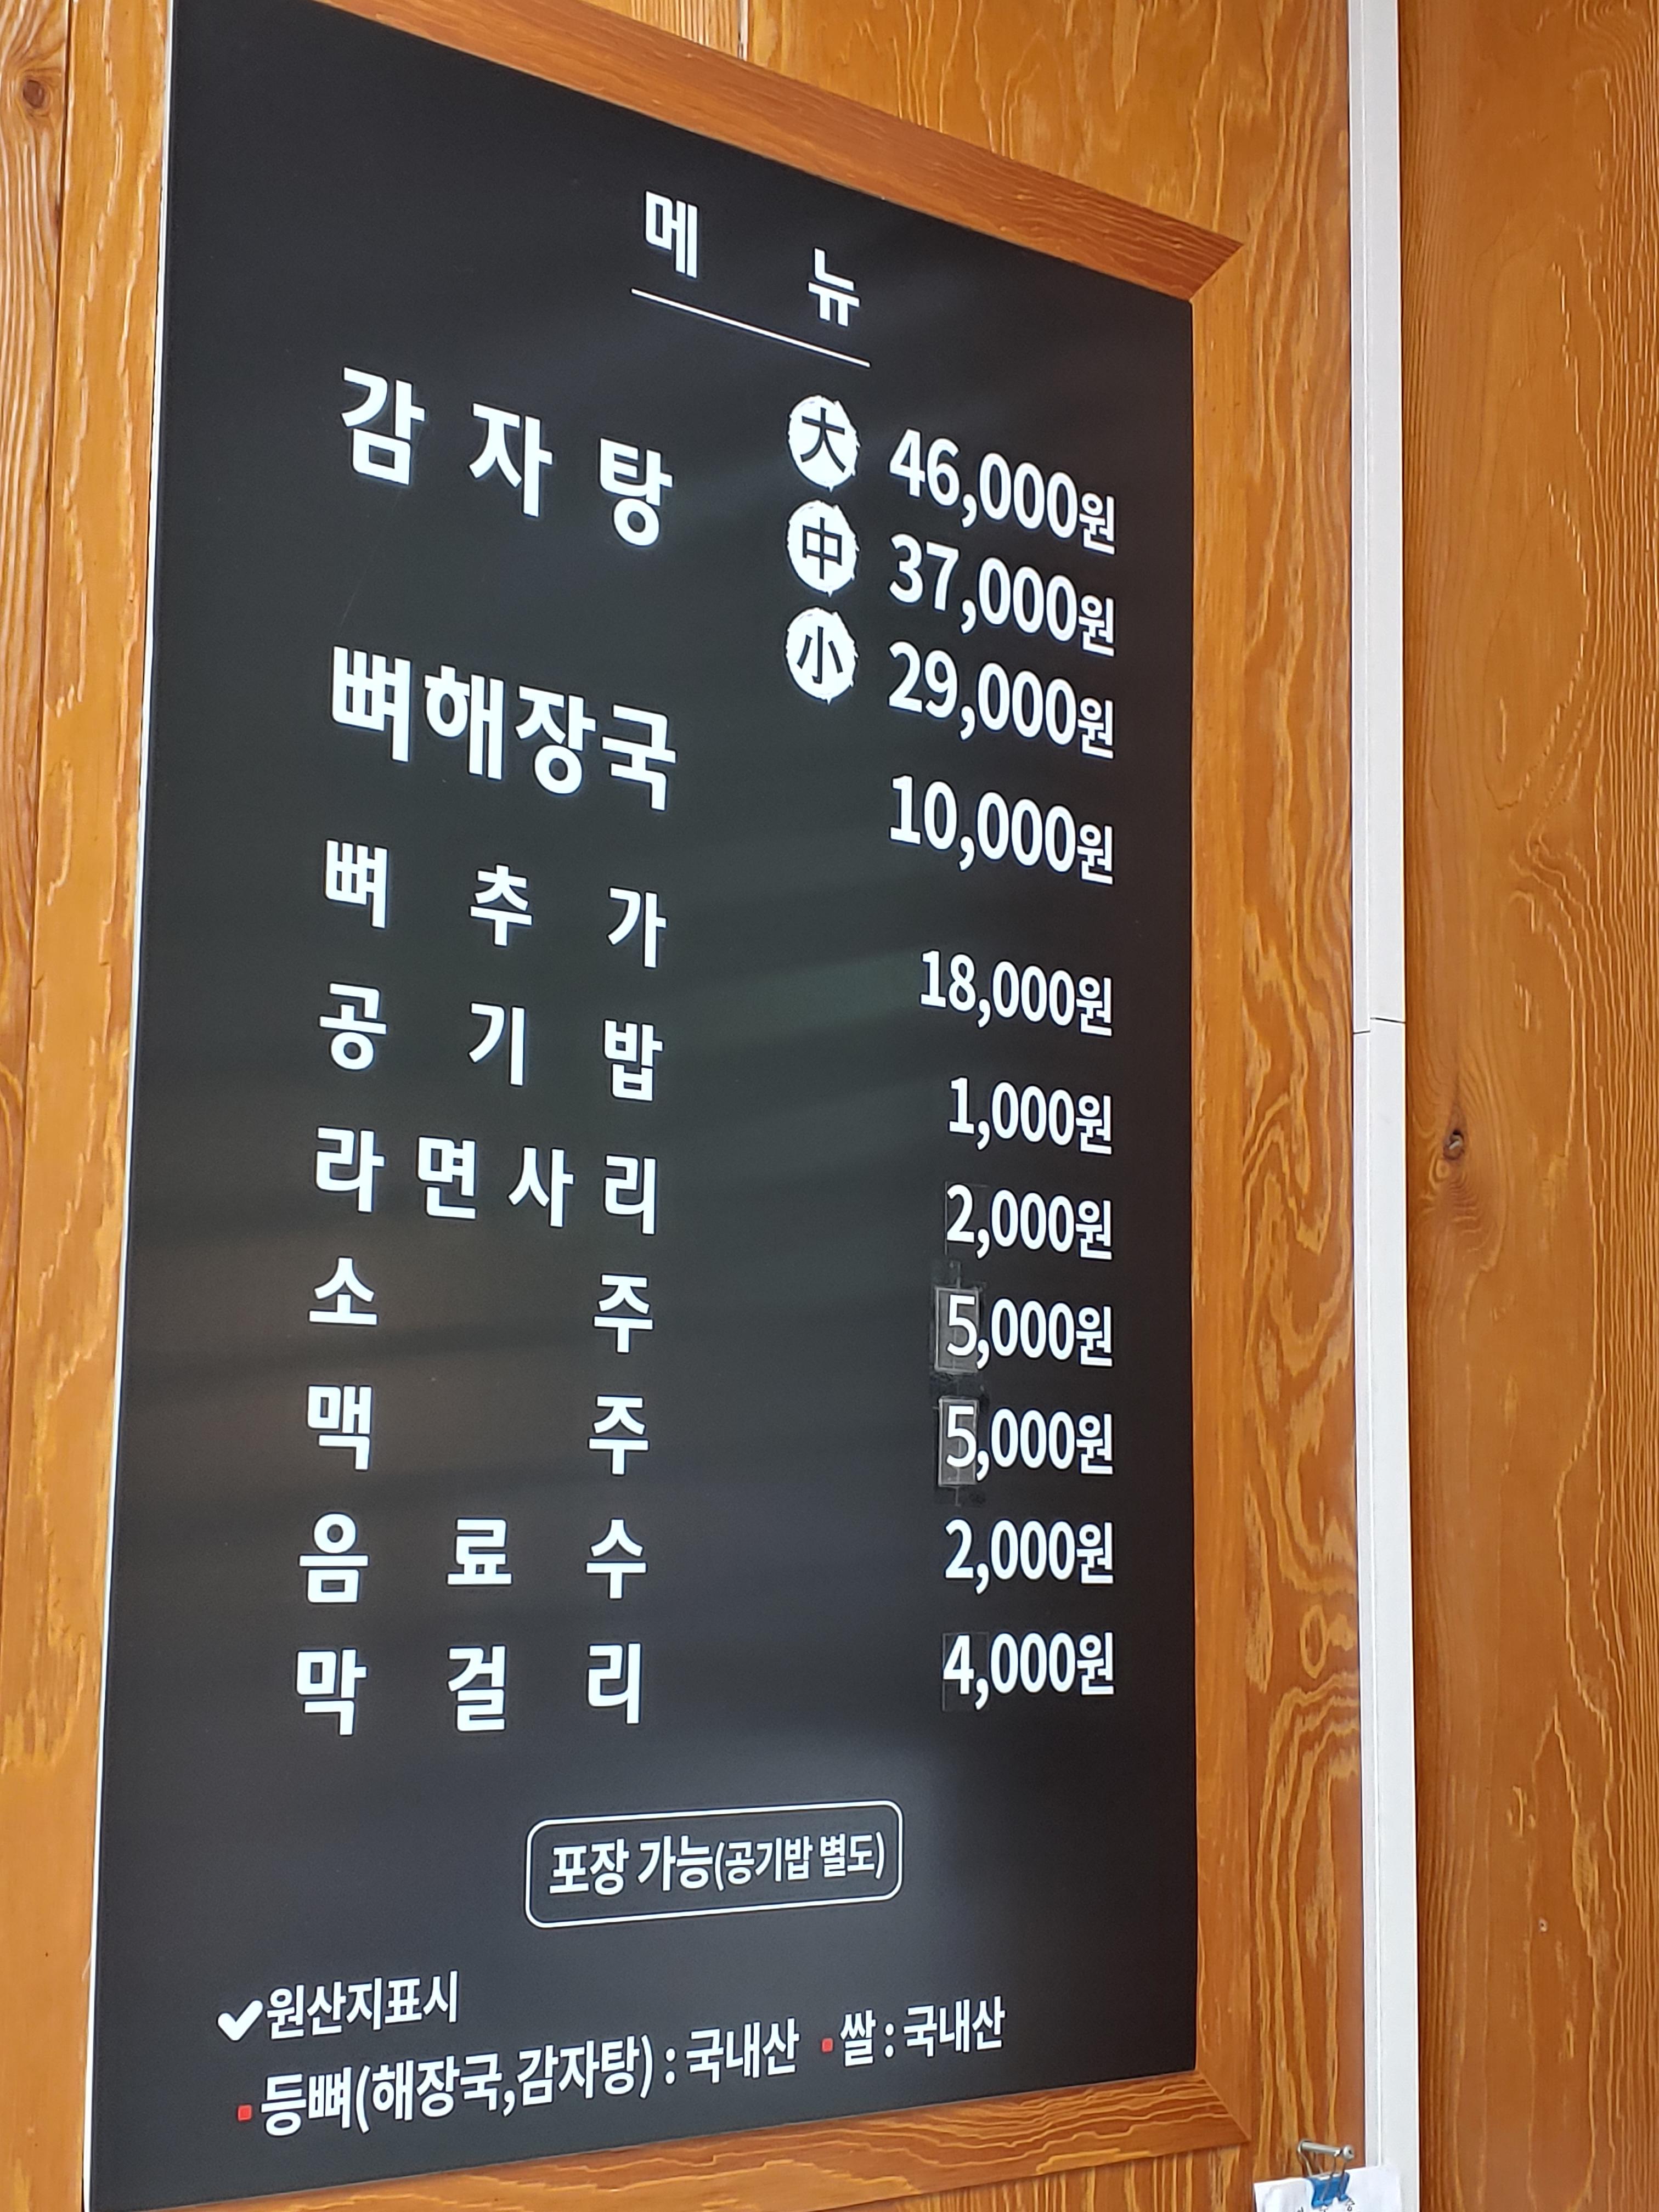 메 뉴
감자탕 大 46,000원
中 37,000원
小 29,000원
뼈해장국 10,000원
뼈추가 18,000원
공기밥 1,000원
라면사리 2,000원
소주 5,000원
맥주 5,000원
음료수 2,000원
막걸리 4,000원
포장 가능(공기밥 별도)
✔원산지표시
▪등뼈(해장국,감자탕) : 국내산 ▪쌀 : 국내산